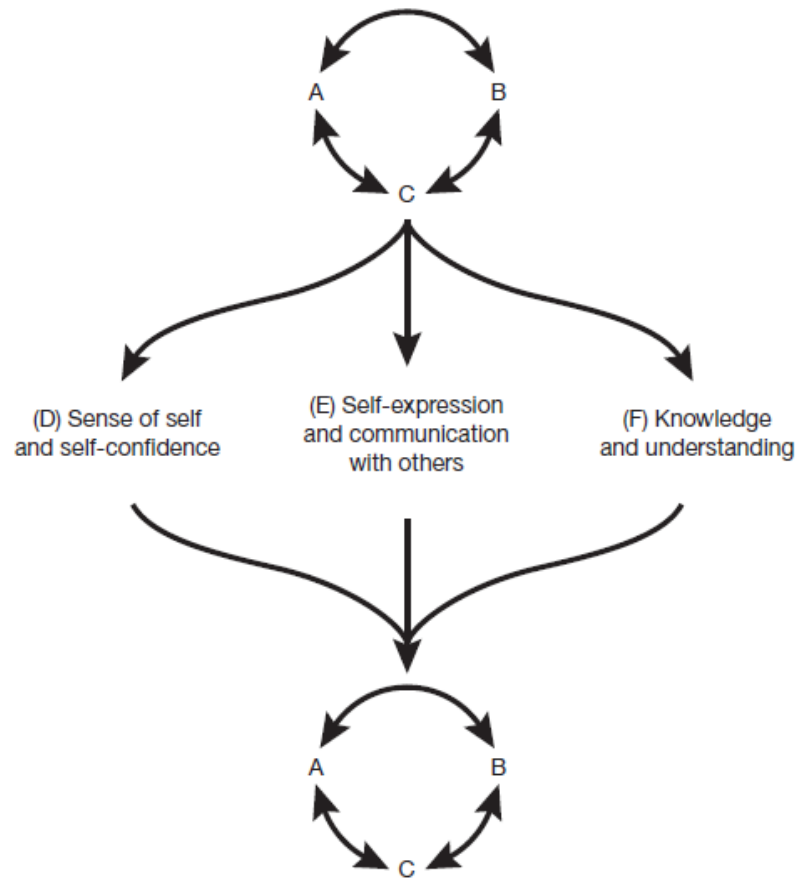 A
B
C
(D) Sense of self
and self-confidence
(E) Self-expression
and communication
with others
(F) Knowledge
and understanding
A
B
C